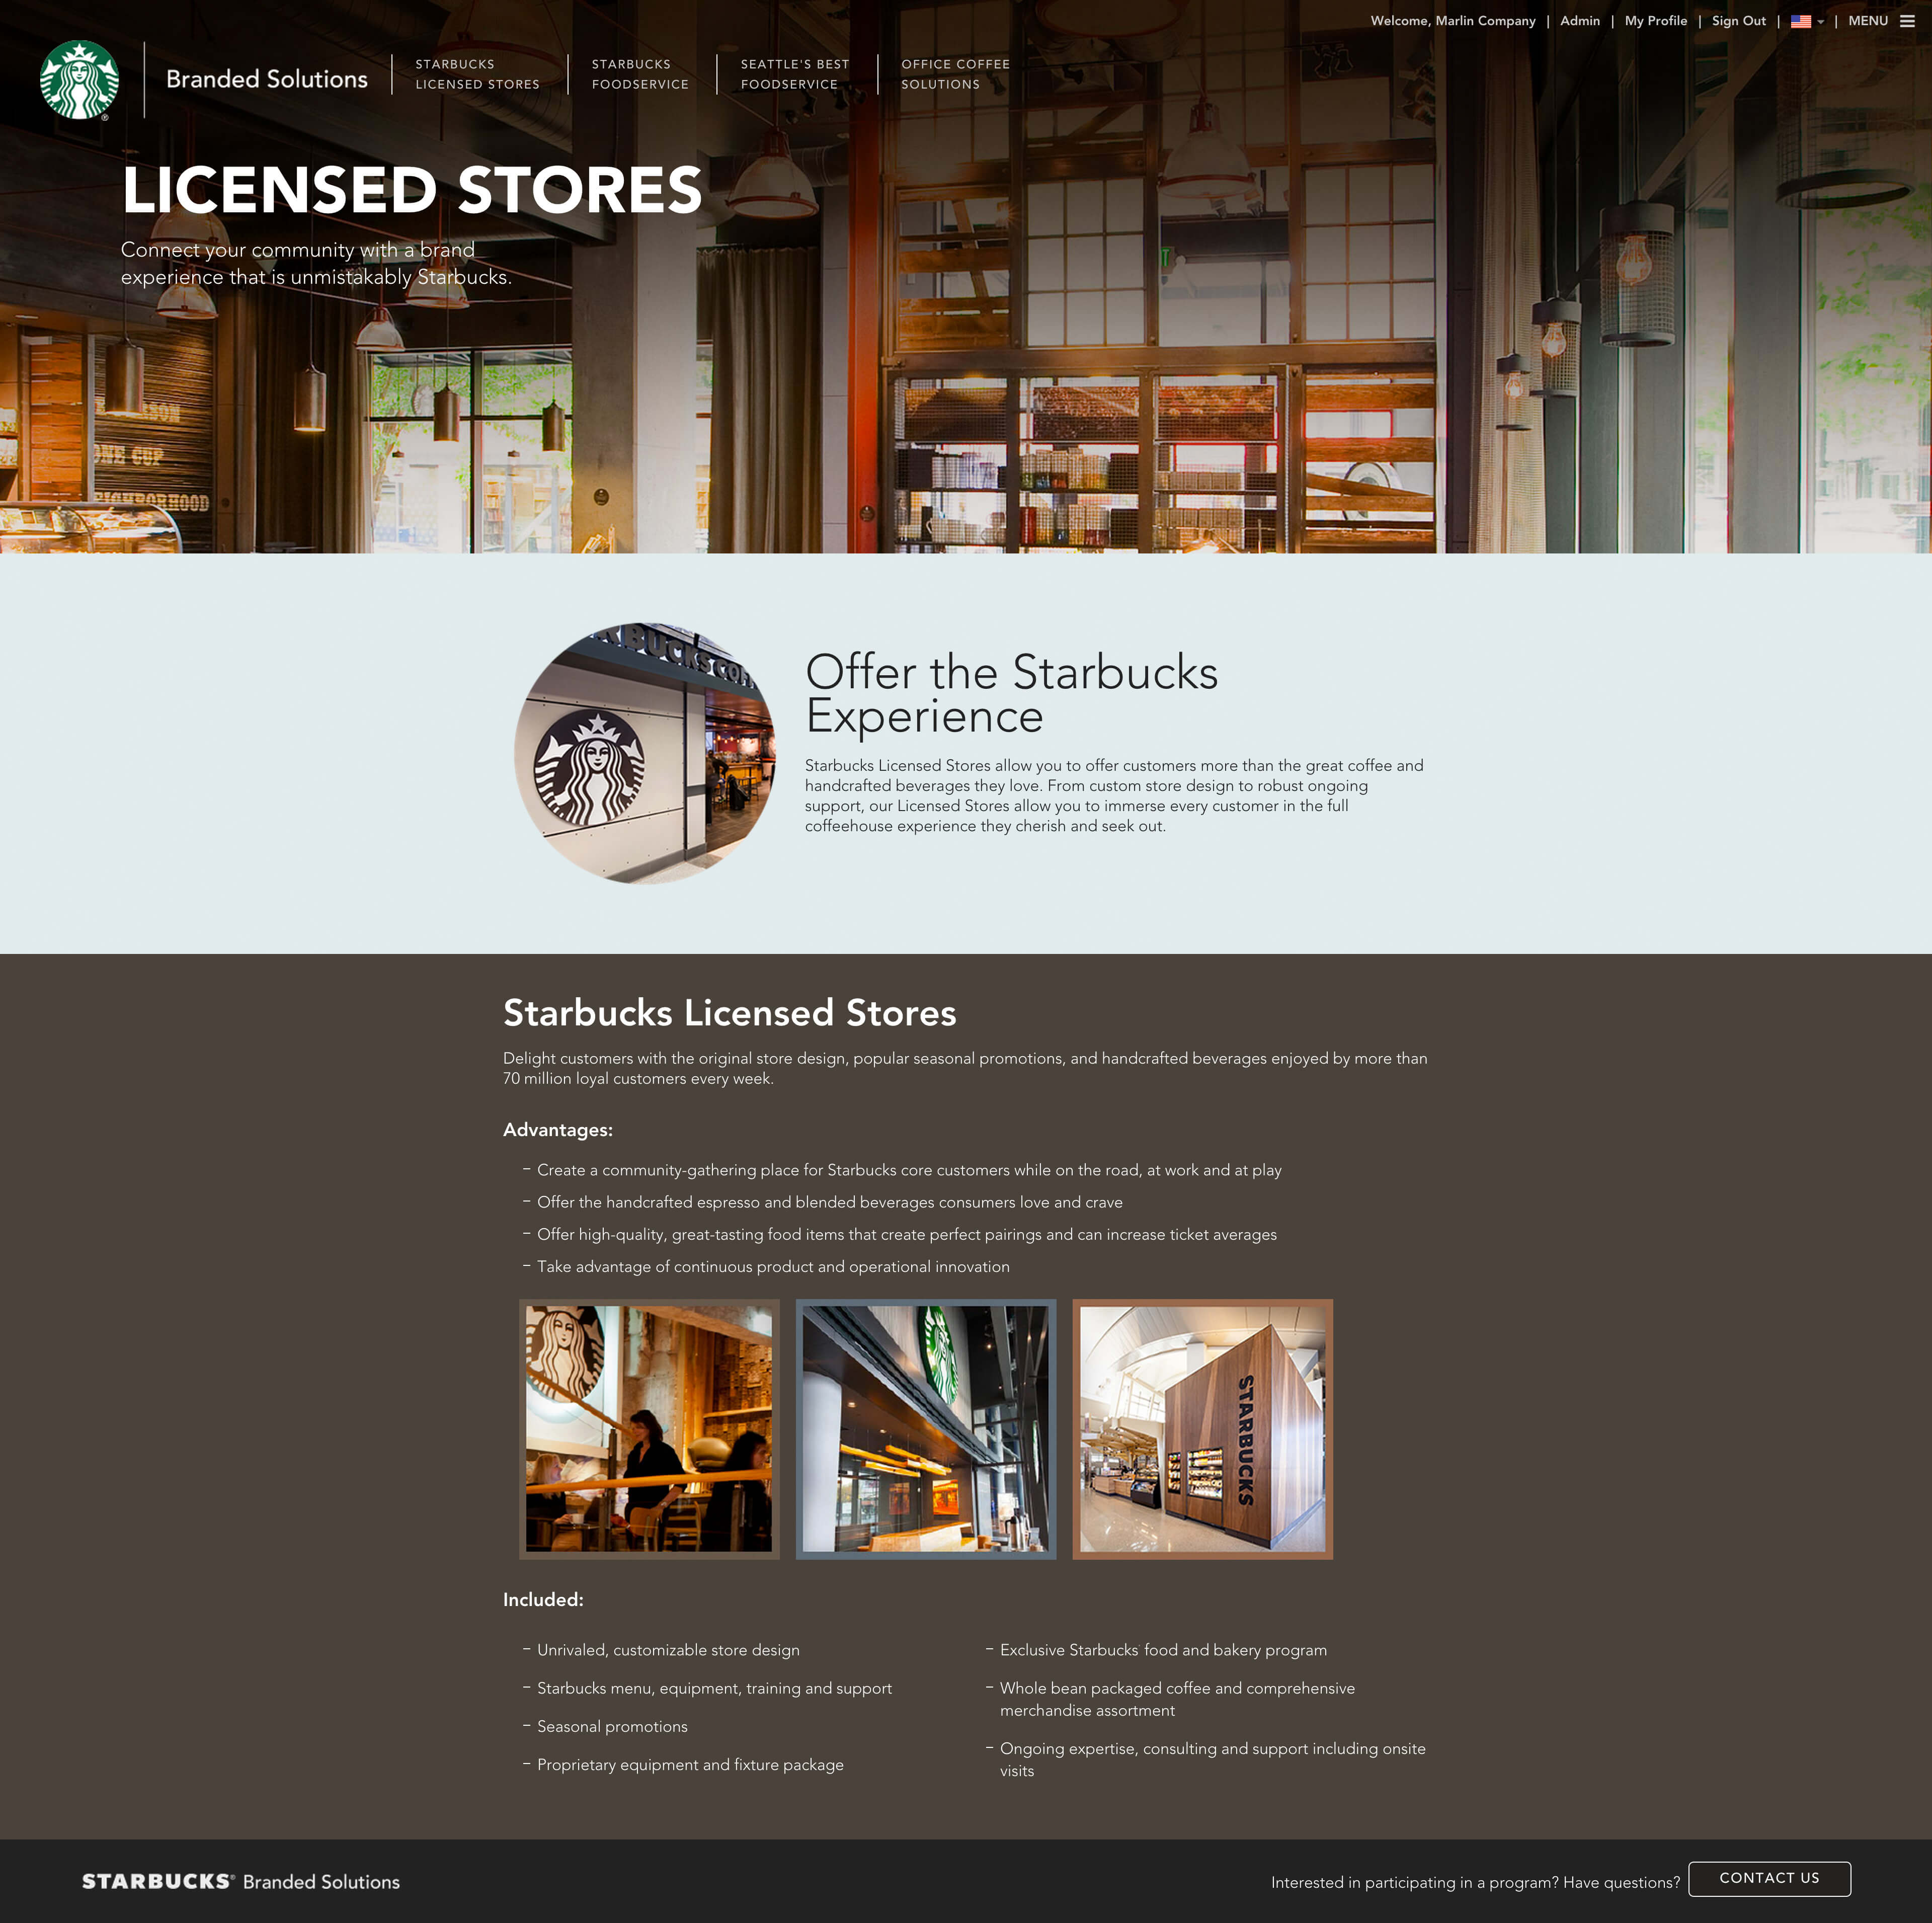 Welcome, Marlin Company | Admin | My Profile | Sign Out | | MENU
Branded Solutions
STARBUCKS
LICENSED STORES
STARBUCKS
FOODSERVICE
SEATTLE'S BEST
FOODSERVICE
OFFICE COFFEE
SOLUTIONS
®
LICENSED STORES
Connect your community with a brand
experience that is unmistakably Starbucks.
ONE CUP
Offer the Starbucks
Experience
Starbucks Licensed Stores allow you to offer customers more than the great coffee and
handcrafted beverages they love. From custom store design to robust ongoing
support, our Licensed Stores allow you to immerse every customer in the full
coffeehouse experience they cherish and seek out.
Starbucks Licensed Stores
Delight customers with the original store design, popular seasonal promotions, and handcrafted beverages enjoyed by more than
70 million loyal customers every week.
Advantages:
– Create a community-gathering place for Starbucks core customers while on the road, at work and at play
– Offer the handcrafted espresso and blended beverages consumers love and crave
– Offer high-quality, great-tasting food items that create perfect pairings and can increase ticket averages
– Take advantage of continuous product and operational innovation
STARBUCKS
Included:
– Unrivaled, customizable store design
– Starbucks menu, equipment, training and support
– Seasonal promotions
– Proprietary equipment and fixture package
– Exclusive Starbucks food and bakery program
– Whole bean packaged coffee and comprehensive
merchandise assortment
– Ongoing expertise, consulting and support including onsite
visits
STARBUCKS® Branded Solutions
Interested in participating in a program? Have questions?
CONTACT US